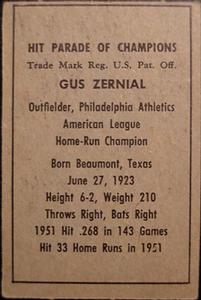 HIT PARADE OF CHAMPIONS
Trade Mark Reg. U.S. Pat. Off.
GUS ZERNIAL
Outfielder, Philadelphia Athletics
American League
Home-Run Champion
Born Beaumont, Texas
June 27, 1923
Height 6-2, Weight 210
Throws Right, Bats Right
1951 Hit .268 in 143 Games
Hit 33 Home Runs in 1951